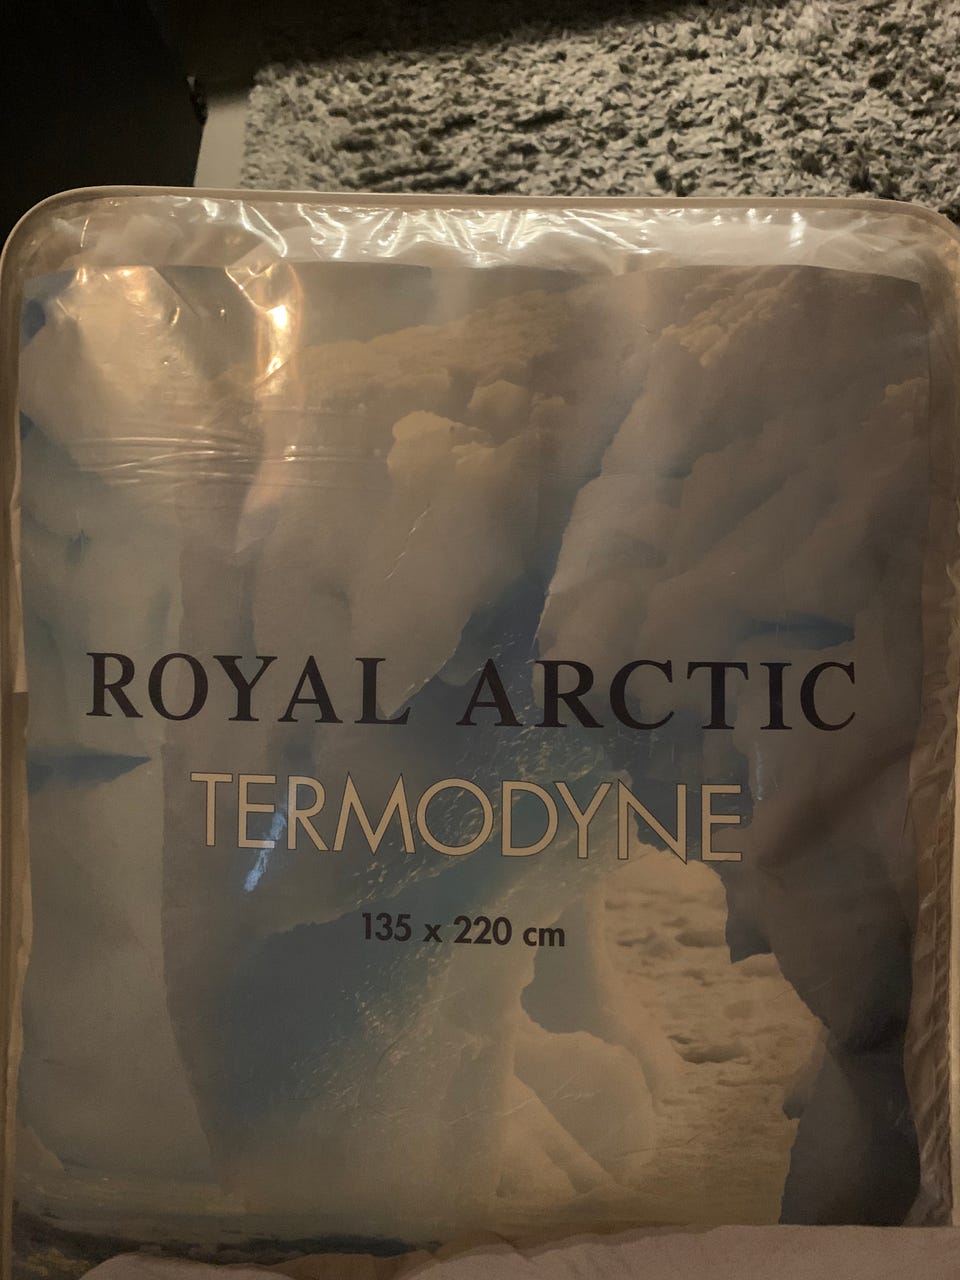 ROYAL ARCTIC
TERMODYNE
135 x 220 cm